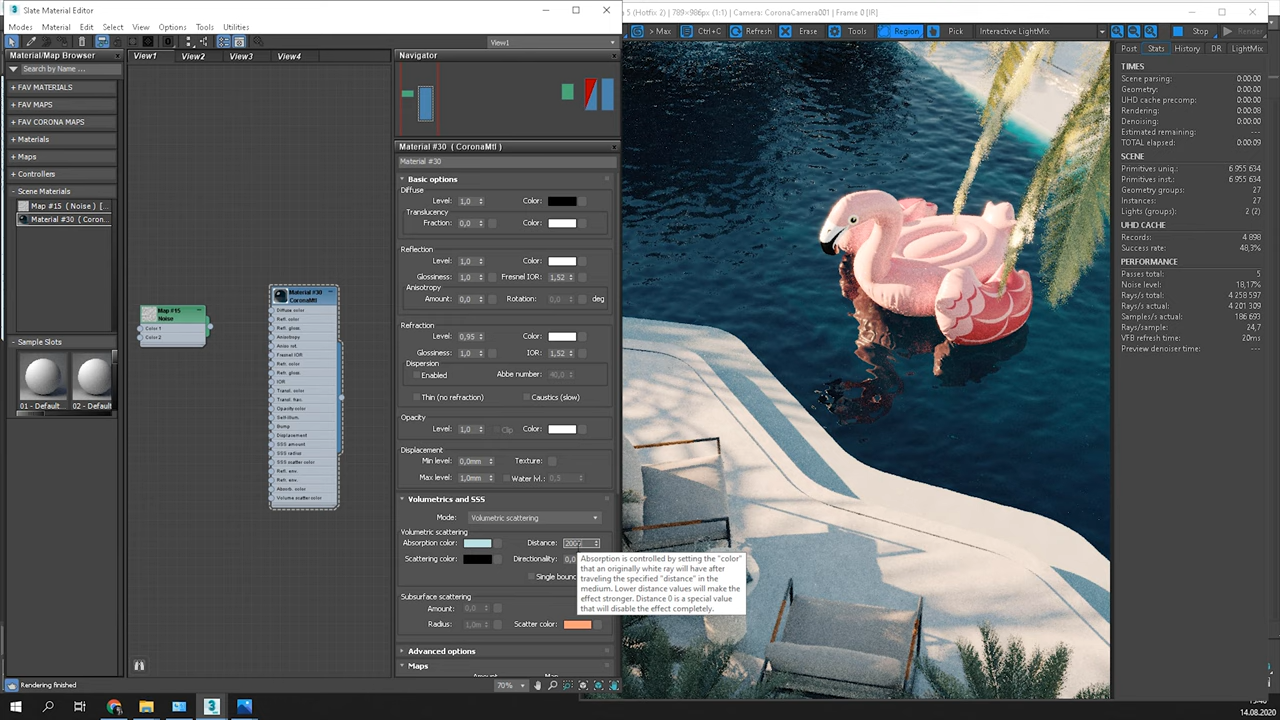 Slate Material Editor
5 (Hotfix 2) | 789×986px (1:1) | Camera: CoronaCamera001 | Frame 0 [IR]
Modes Material Edit Select View Options Tools Utilities
> Max Ctrl+C Refresh Erase Tools Region Pick Interactive LightMix Stop Render
View1
Material/Map Browser
Search by Name ...
+ FAV MATERIALS
+ FAV MAPS
+ FAV CORONA MAPS
+ Materials
+ Maps
+ Controllers
- Scene Materials
Map #15 ( Noise ) [...
Material #30 ( Coron...
- Sample Slots
01 - Default
02 - Default
View1 View2 View3 View4
Map #15
Noise
Color 1
Color 2
Material #30
CoronaMtl
Diffuse color
Refl. color
Refl. gloss.
Anisotropy
Aniso rot.
Fresnel IOR
Refr. color
Refr. gloss.
IOR
Transl. color
Transl. frac.
Opacity color
Self-illum.
Bump
Displacement
SSS amount
SSS radius
SSS scatter color
Refl. env.
Refr. env.
Absorb. color
Volume scatter color
Navigator
Material #30 ( CoronaMtl )
Material #30
Basic options
Diffuse
Level: 1,0 Color:
Translucency
Fraction: 0,0 Color:
Reflection
Level: 1,0 Color:
Glossiness: 1,0 Fresnel IOR: 1,52
Anisotropy
Amount: 0,0 Rotation: 0,0 deg
Refraction
Level: 0,95 Color:
Glossiness: 1,0 IOR: 1,52
Dispersion
Enabled Abbe number: 40,0
Thin (no refraction) Caustics (slow)
Opacity
Level: 1,0 Clip Color:
Displacement
Min level: 0,0mm Texture:
Max level: 1,0mm Water lvl.: 0,5
Volumetrics and SSS
Mode: Volumetric scattering
Volumetric scattering
Absorption color: Distance:
Scattering color: Directionality: 0,0
Single boun
Subsurface scattering
Amount: 0,0
Radius: 1,0m Scatter color:
Advanced options
Maps
Absorption is controlled by setting the "color"
that an originally white ray will have after
traveling the specified "distance" in the
medium. Lower distance values will make the
effect stronger. Distance 0 is a special value
that will disable the effect completely.
Post Stats History DR LightMix
TIMES
Scene parsing: 0:00:00
Geometry: 0:00:00
UHD cache precomp: 0:00:00
Rendering: 0:00:08
Denoising: 0:00:00
Estimated remaining: ---
TOTAL elapsed: 0:00:09
SCENE
Primitives uniq.: 6 955 634
Primitives inst.: 6 955 634
Geometry groups: 27
Instances: 27
Lights (groups): 2 (2)
UHD CACHE
Records: 4 898
Success rate: 48,3%
PERFORMANCE
Passes total: 5
Noise level: 18,17%
Rays/s total: 4 258 597
Rays/s actual: 4 201 309
Samples/s actual: 186 693
Rays/sample: 24,7
VFB refresh time: 20ms
Preview denoiser time: ---
Rendering finished
70%
14.08.2020